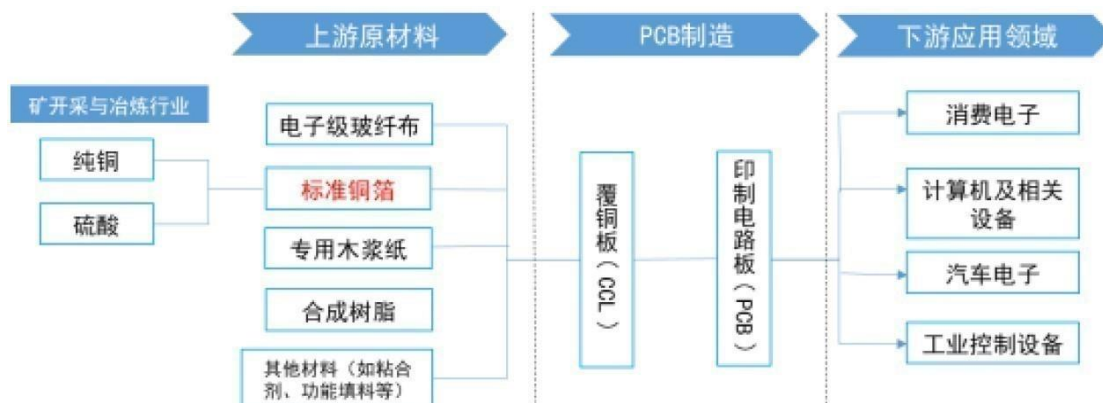 上游原材料
PCB制造
下游应用领域
矿开采与冶炼行业
纯铜
硫酸
电子级玻纤布
标准铜箔
专用木浆纸
合成树脂
其他材料（如粘合
剂、功能填料等）
覆铜板（CCL）
印制电路板（PCB）
消费电子
计算机及相关
设备
汽车电子
工业控制设备